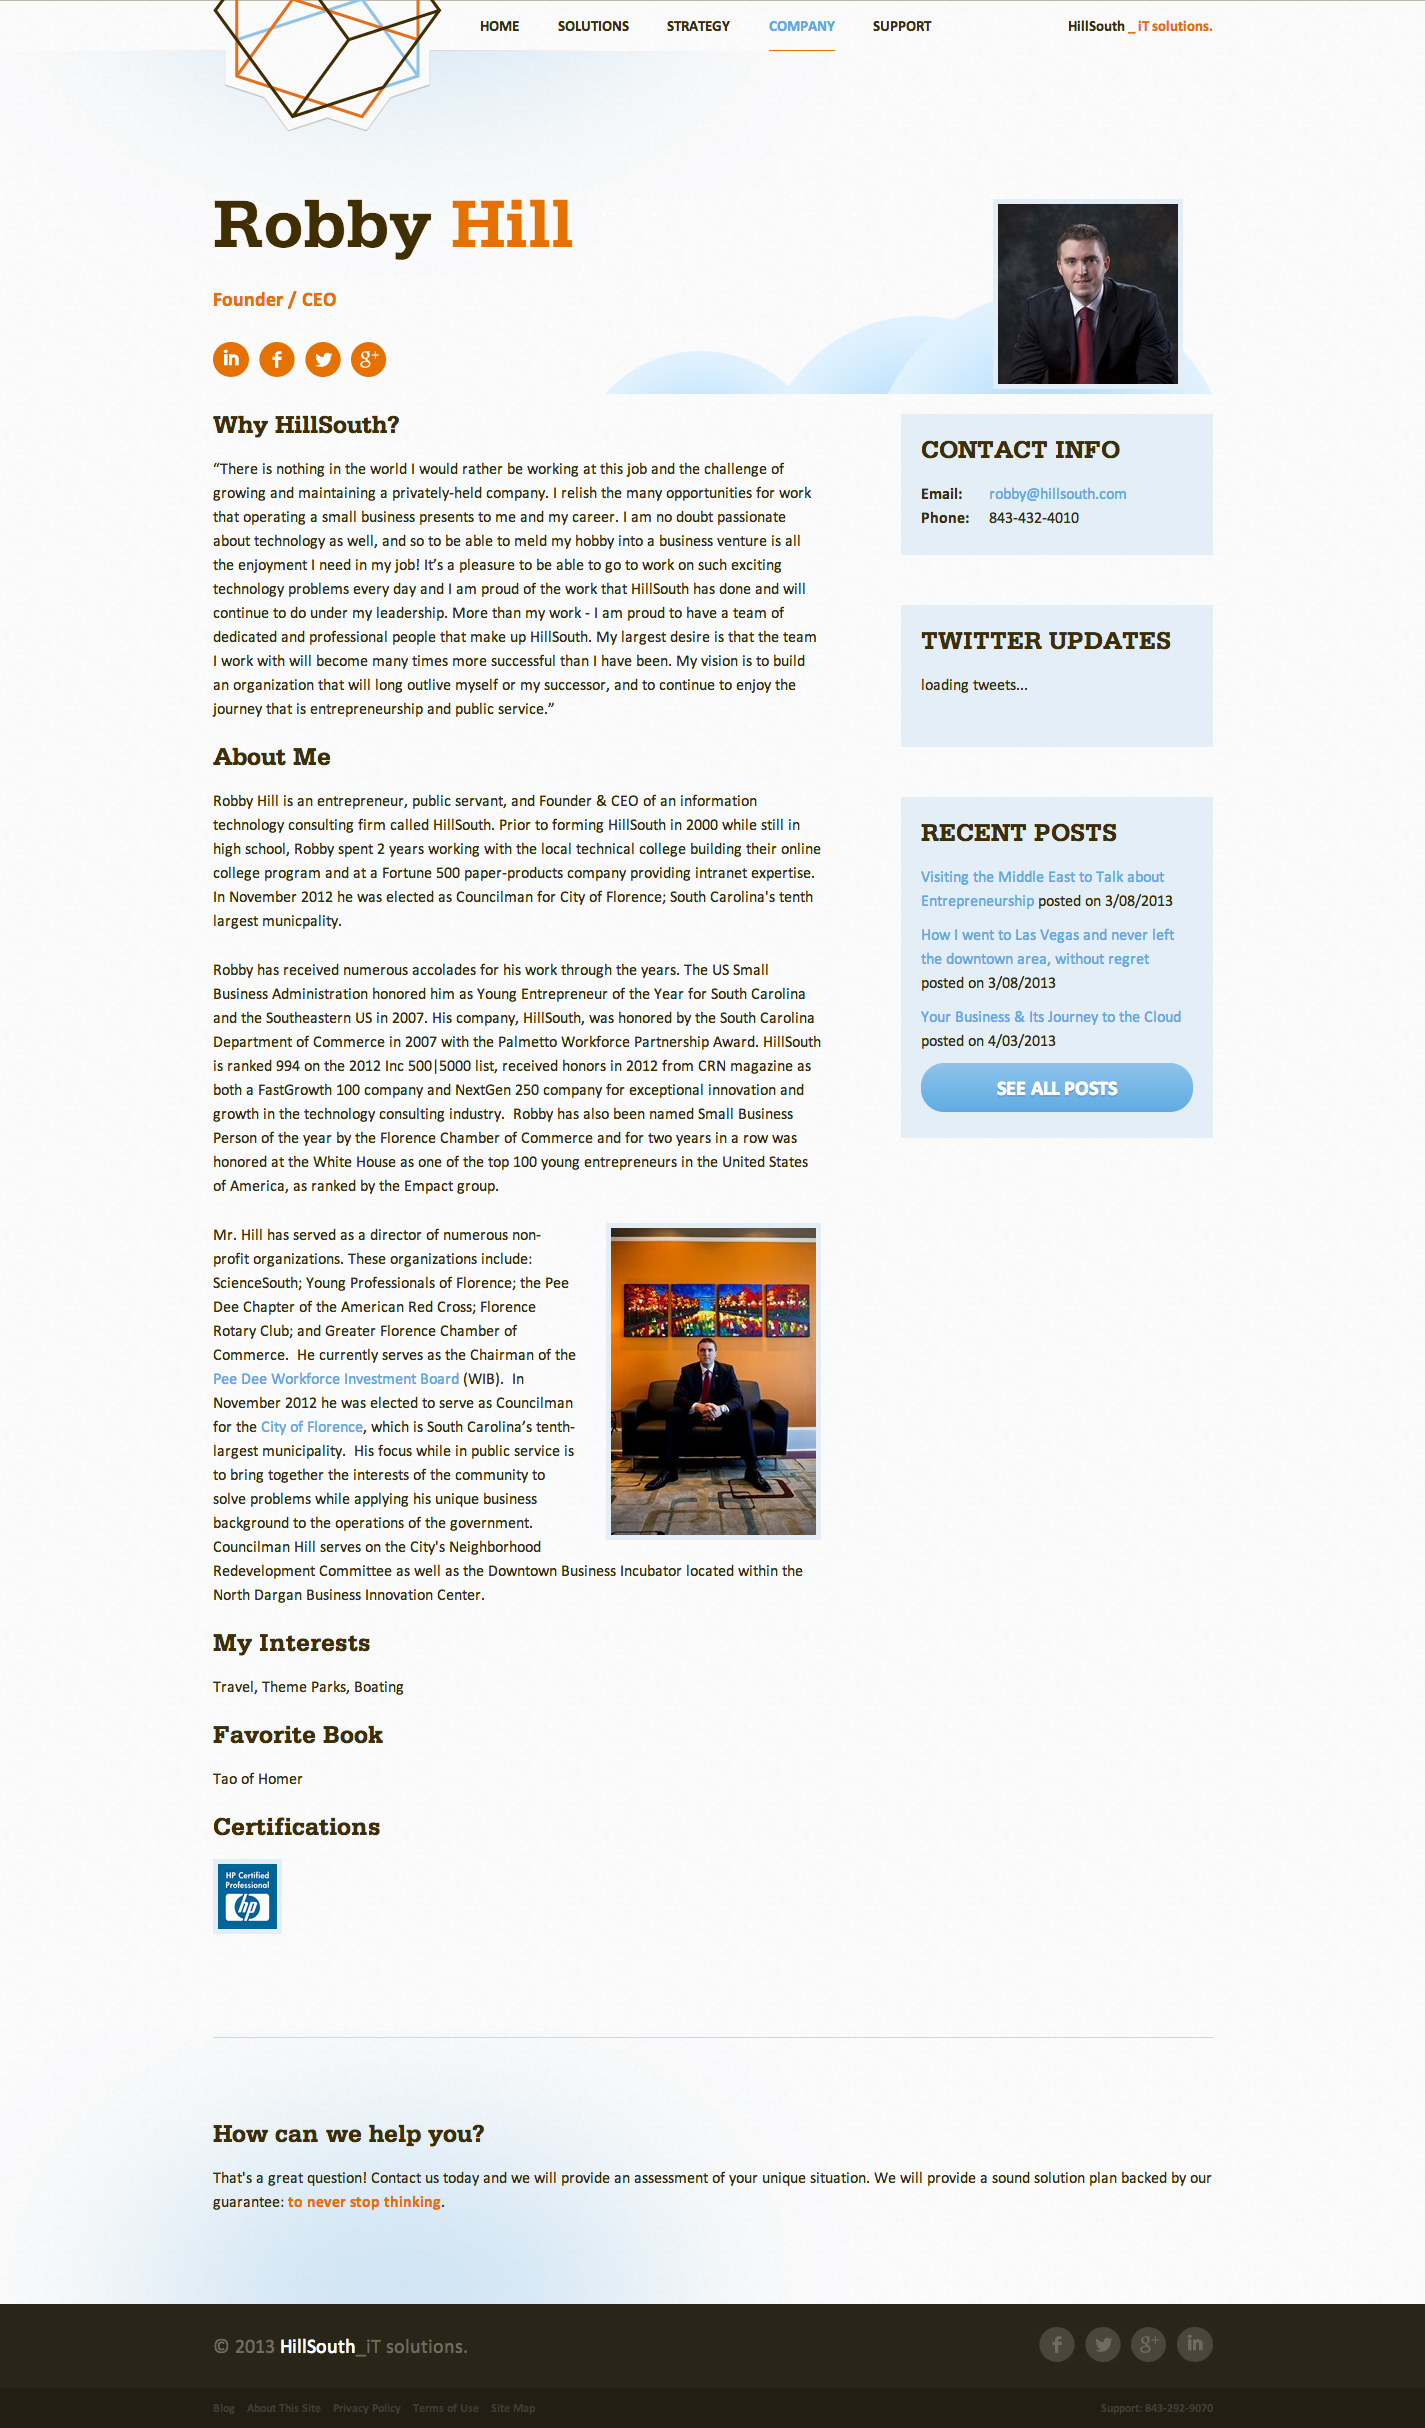 HOME SOLUTIONS STRATEGY COMPANY SUPPORT HillSouth _ iT solutions.
Robby Hill
Founder / CEO
in f g+
Why HillSouth?
“There is nothing in the world I would rather be working at this job and the challenge of
growing and maintaining a privately-held company. I relish the many opportunities for work
that operating a small business presents to me and my career. I am no doubt passionate
about technology as well, and so to be able to meld my hobby into a business venture is all
the enjoyment I need in my job! It’s a pleasure to be able to go to work on such exciting
technology problems every day and I am proud of the work that HillSouth has done and will
continue to do under my leadership. More than my work - I am proud to have a team of
dedicated and professional people that make up HillSouth. My largest desire is that the team
I work with will become many times more successful than I have been. My vision is to build
an organization that will long outlive myself or my successor, and to continue to enjoy the
journey that is entrepreneurship and public service.”
About Me
Robby Hill is an entrepreneur, public servant, and Founder & CEO of an information
technology consulting firm called HillSouth. Prior to forming HillSouth in 2000 while still in
high school, Robby spent 2 years working with the local technical college building their online
college program and at a Fortune 500 paper-products company providing intranet expertise.
In November 2012 he was elected as Councilman for City of Florence; South Carolina's tenth
largest municpality.
Robby has received numerous accolades for his work through the years. The US Small
Business Administration honored him as Young Entrepreneur of the Year for South Carolina
and the Southeastern US in 2007. His company, HillSouth, was honored by the South Carolina
Department of Commerce in 2007 with the Palmetto Workforce Partnership Award. HillSouth
is ranked 994 on the 2012 Inc 500|5000 list, received honors in 2012 from CRN magazine as
both a FastGrowth 100 company and NextGen 250 company for exceptional innovation and
growth in the technology consulting industry.  Robby has also been named Small Business
Person of the year by the Florence Chamber of Commerce and for two years in a row was
honored at the White House as one of the top 100 young entrepreneurs in the United States
of America, as ranked by the Empact group.
Mr. Hill has served as a director of numerous non-
profit organizations. These organizations include:
ScienceSouth; Young Professionals of Florence; the Pee
Dee Chapter of the American Red Cross; Florence
Rotary Club; and Greater Florence Chamber of
Commerce.  He currently serves as the Chairman of the
Pee Dee Workforce Investment Board (WIB).  In
November 2012 he was elected to serve as Councilman
for the City of Florence, which is South Carolina’s tenth-
largest municipality.  His focus while in public service is
to bring together the interests of the community to
solve problems while applying his unique business
background to the operations of the government.
Councilman Hill serves on the City's Neighborhood
Redevelopment Committee as well as the Downtown Business Incubator located within the
North Dargan Business Innovation Center.
My Interests
Travel, Theme Parks, Boating
Favorite Book
Tao of Homer
Certifications
HP Certified
Professional
hp
CONTACT INFO
Email: robby@hillsouth.com
Phone: 843-432-4010
TWITTER UPDATES
loading tweets...
RECENT POSTS
Visiting the Middle East to Talk about
Entrepreneurship posted on 3/08/2013
How I went to Las Vegas and never left
the downtown area, without regret
posted on 3/08/2013
Your Business & Its Journey to the Cloud
posted on 4/03/2013
SEE ALL POSTS
How can we help you?
That's a great question! Contact us today and we will provide an assessment of your unique situation. We will provide a sound solution plan backed by our
guarantee: to never stop thinking.
© 2013 HillSouth_iT solutions. f g+ in
Blog About This Site Privacy Policy Terms of Use Site Map Support: 843-292-9070